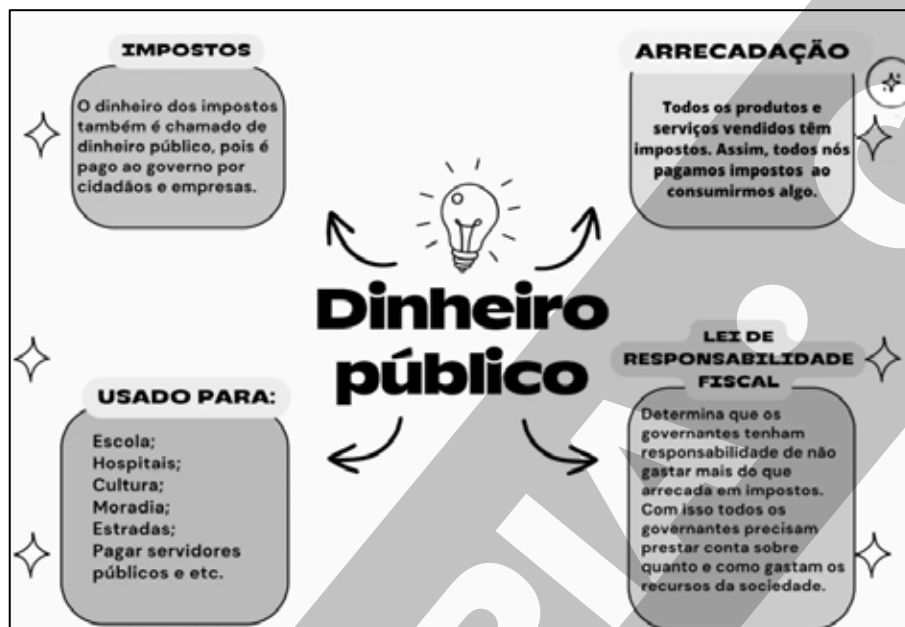 IMPOSTOS
O dinheiro dos impostos
também é chamado de
dinheiro público, pois é
pago ao governo por
cidadãos e empresas.
ARRECADAÇÃO
Todos os produtos e
serviços vendidos têm
impostos. Assim, todos nós
pagamos impostos ao
consumirmos algo.
Dinheiro
público
USADO PARA:
Escola;
Hospitais;
Cultura;
Moradia;
Estradas;
Pagar servidores
públicos e etc.
LEI DE
RESPONSABILIDADE
FISCAL
Determina que os
governantes tenham
responsabilidade de não
gastar mais do que
arrecada em impostos.
Com isso todos os
governantes precisam
prestar conta sobre
quanto e como gastam os
recursos da sociedade.